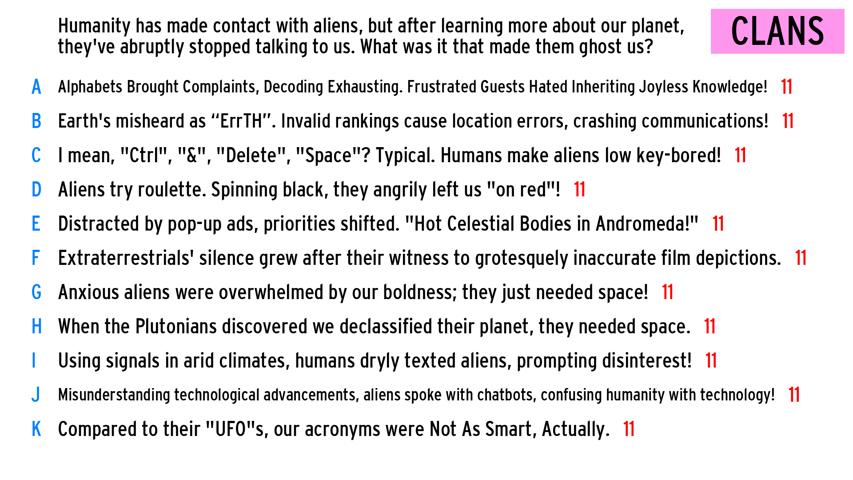 Humanity has made contact with aliens, but after learning more about our planet,
they've abruptly stopped talking to us. What was it that made them ghost us?
CLANS
A Alphabets Brought Complaints, Decoding Exhausting. Frustrated Guests Hated Inheriting Joyless Knowledge! 11
B Earth's misheard as “ErrTH”. Invalid rankings cause location errors, crashing communications! 11
C I mean, "Ctrl", "&", "Delete", "Space"? Typical. Humans make aliens low key-bored! 11
D Aliens try roulette. Spinning black, they angrily left us "on red"! 11
E Distracted by pop-up ads, priorities shifted. "Hot Celestial Bodies in Andromeda!" 11
F Extraterrestrials' silence grew after their witness to grotesquely inaccurate film depictions. 11
G Anxious aliens were overwhelmed by our boldness; they just needed space! 11
H When the Plutonians discovered we declassified their planet, they needed space. 11
I Using signals in arid climates, humans dryly texted aliens, prompting disinterest! 11
J Misunderstanding technological advancements, aliens spoke with chatbots, confusing humanity with technology! 11
K Compared to their "UFO"s, our acronyms were Not As Smart, Actually. 11